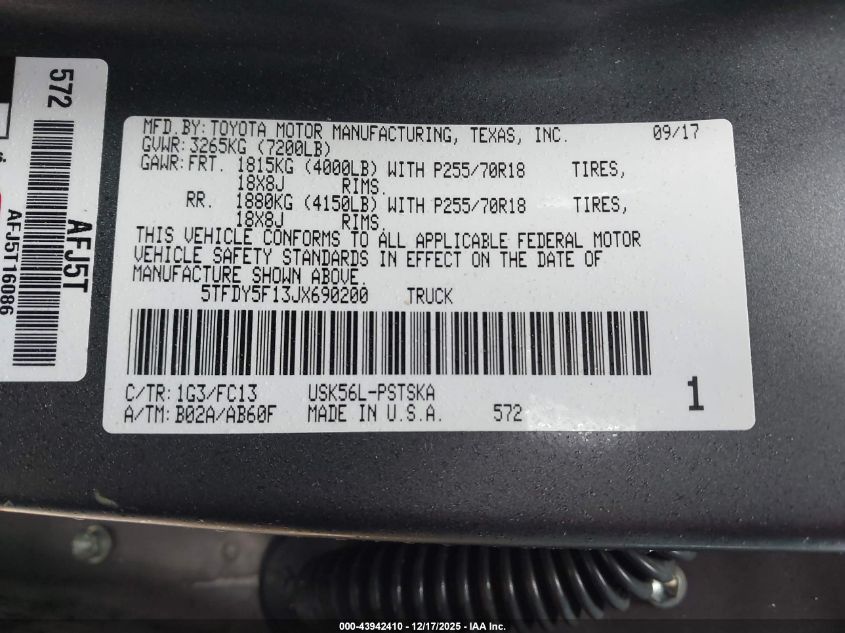 572
AFJ5T
AFJ5T16086
MFD.BY: TOYOTA MOTOR MANUFACTURING, TEXAS, INC. 09/17
GVWR: 3265KG (7200LB)
GAWR: FRT. 1815KG (4000LB) WITH P255/70R18 TIRES,
18X8J RIMS.
RR. 1880KG (4150LB) WITH P255/70R18 TIRES,
18X8J RIMS.
THIS VEHICLE CONFORMS TO ALL APPLICABLE FEDERAL MOTOR
VEHICLE SAFETY STANDARDS IN EFFECT ON THE DATE OF
MANUFACTURE SHOWN ABOVE.
5TFDY5F13JX690200 TRUCK
C/TR: 1G3/FC13 USK56L-PSTSKA 1
A/TM: B02A/AB60F MADE IN U.S.A. 572
000-43942410 - 12/17/2025 - IAA Inc.